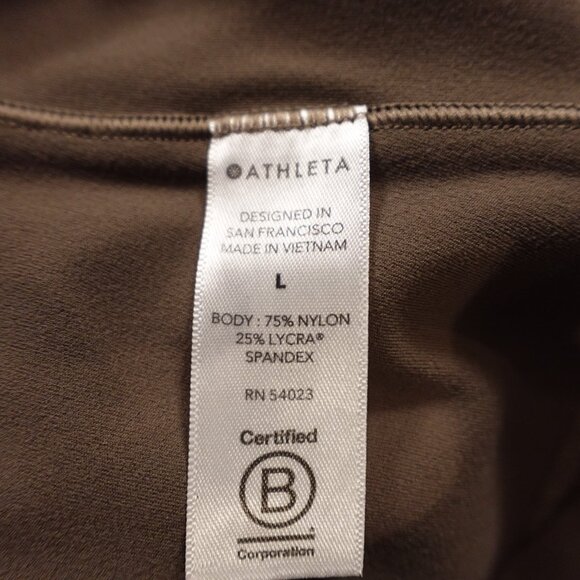 ATHLETA
DESIGNED IN
SAN FRANCISCO
MADE IN VIETNAM
L
BODY : 75% NYLON
25% LYCRA®
SPANDEX
RN 54023
Certified
B
Corporation